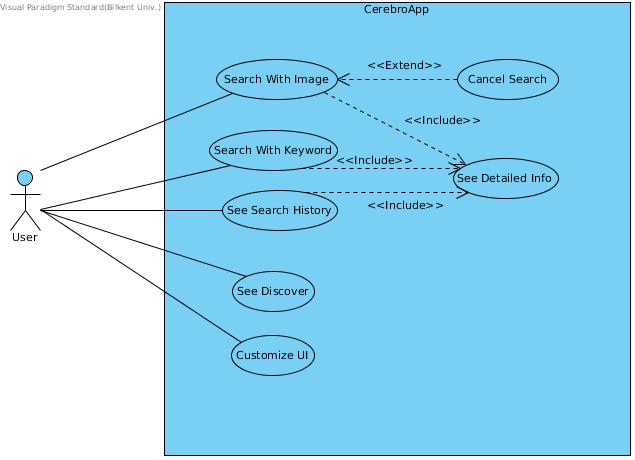 Visual Paradigm Standard(Bilkent Univ.)
CerebroApp
<<Extend>>
Search With Image
Cancel Search
<<Include>>
Search With Keyword
<<Include>>
See Detailed Info
<<Include>>
See Search History
User
See Discover
Customize UI